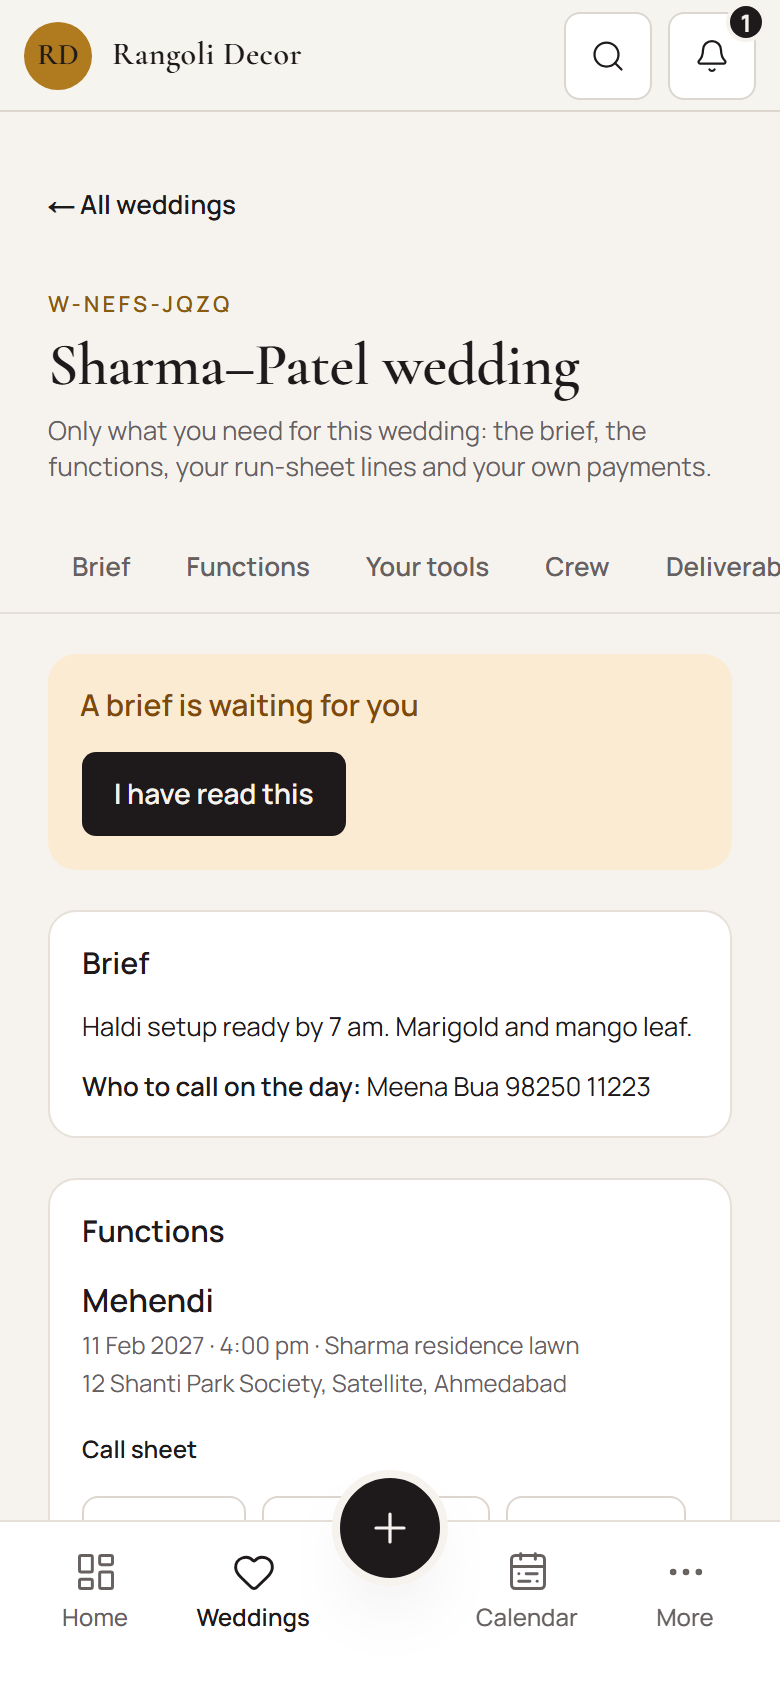 RD
Rangoli Decor
1
← All weddings
W-NEFS-JQZQ
Sharma–Patel wedding
Only what you need for this wedding: the brief, the
functions, your run-sheet lines and your own payments.
Brief Functions Your tools Crew Deliverab
A brief is waiting for you
I have read this
Brief
Haldi setup ready by 7 am. Marigold and mango leaf.
Who to call on the day: Meena Bua 98250 11223
Functions
Mehendi
11 Feb 2027 · 4:00 pm · Sharma residence lawn
12 Shanti Park Society, Satellite, Ahmedabad
Call sheet
Home Weddings Calendar More